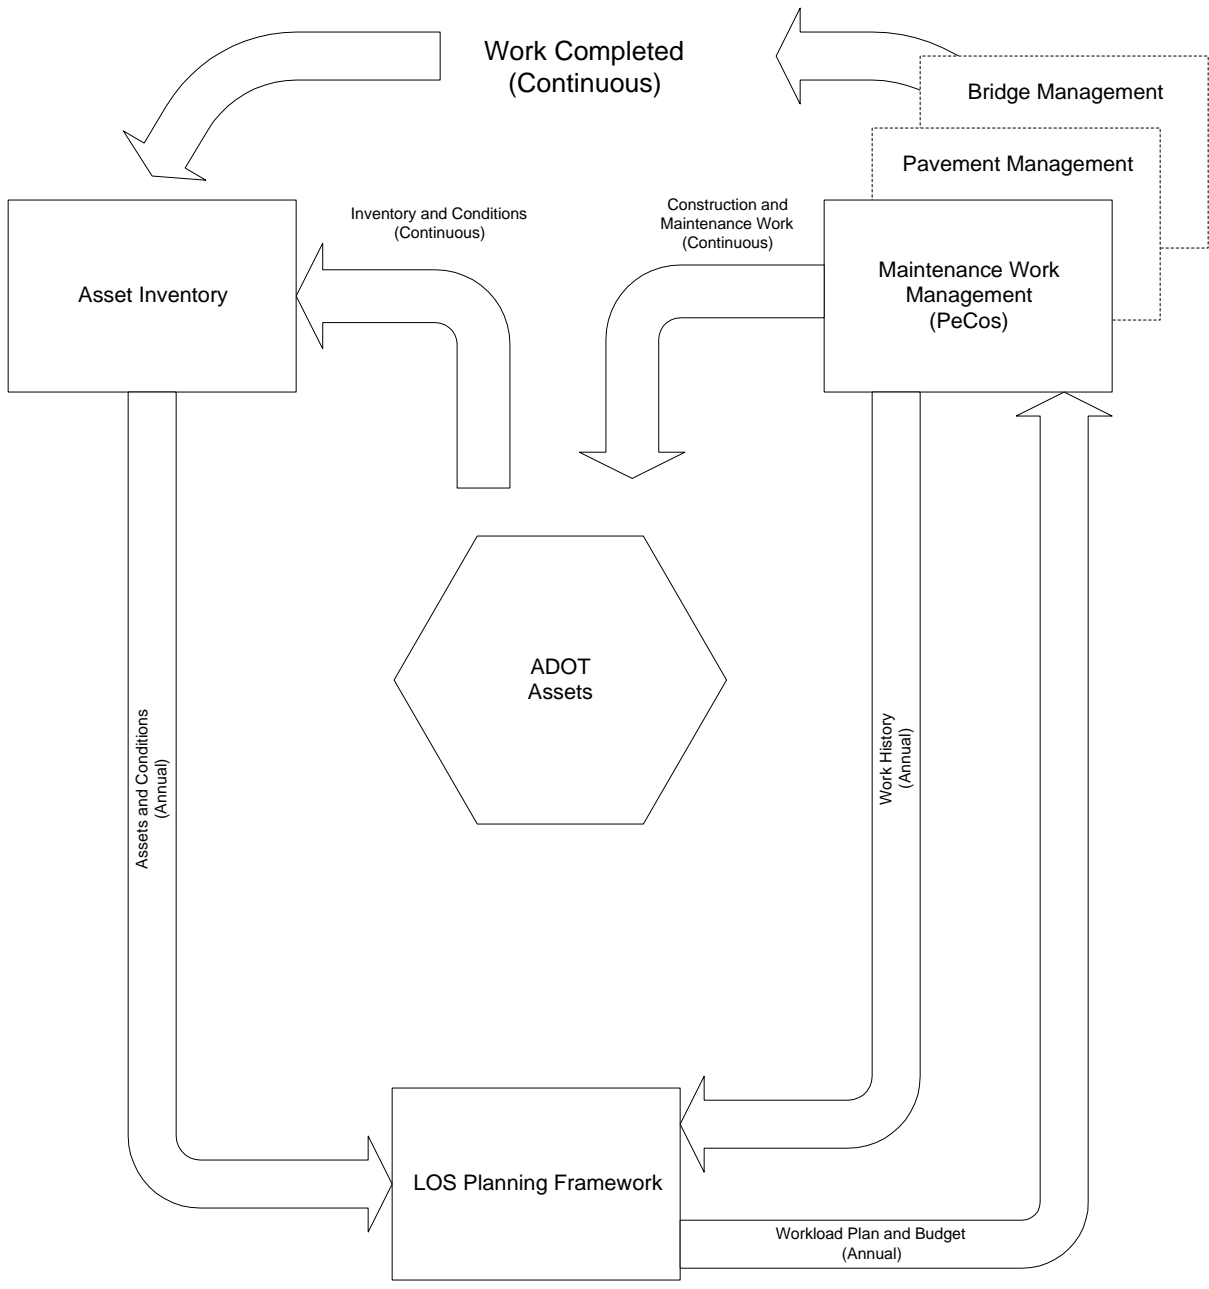 Work Completed
(Continuous)
Bridge Management
Pavement Management
Inventory and Conditions
(Continuous)
Construction and
Maintenance Work
(Continuous)
Asset Inventory
Maintenance Work
Management
(PeCos)
ADOT
Assets
Assets and Conditions
(Annual)
Work History
(Annual)
LOS Planning Framework
Workload Plan and Budget
(Annual)